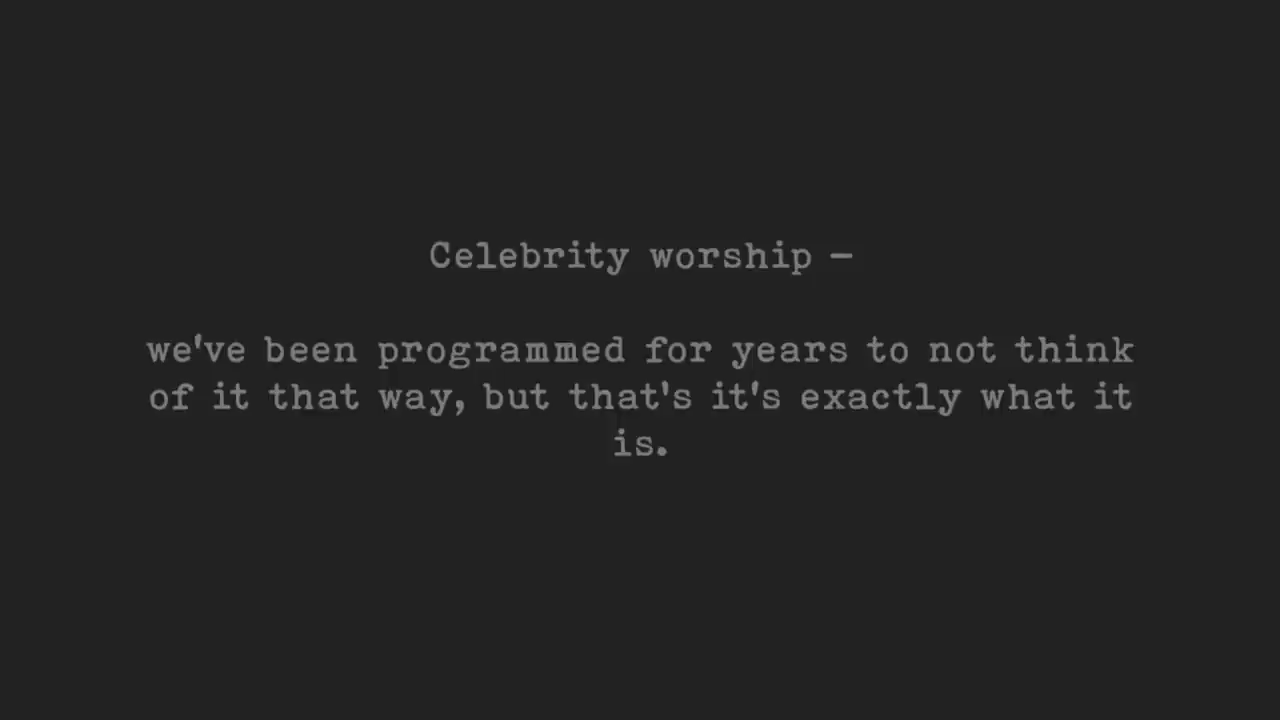 Celebrity worship —
we've been programmed for years to not think
of it that way, but that's it's exactly what it
is.